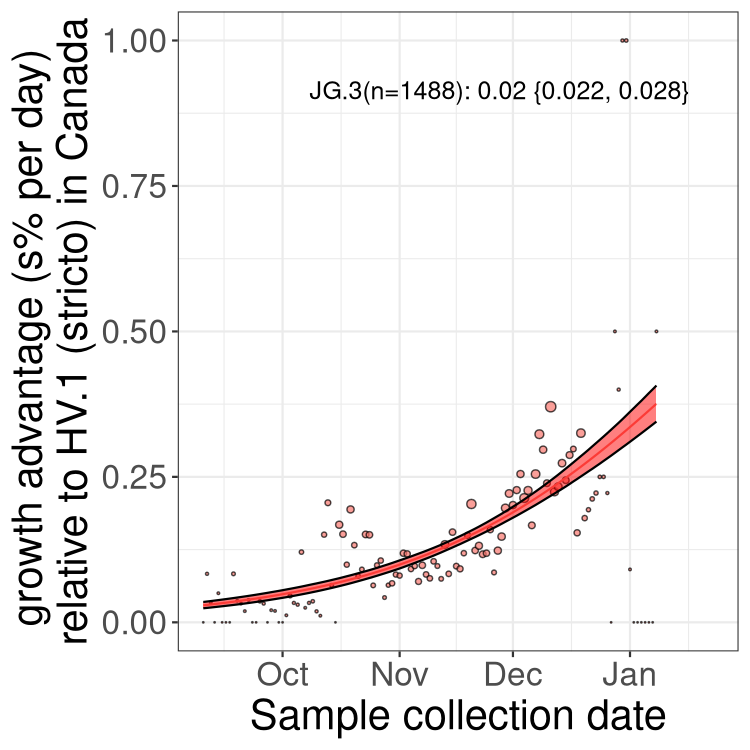 growth advantage (s% per day)
relative to HV.1 (stricto) in Canada
1.00
0.75
0.50
0.25
0.00
JG.3(n=1488): 0.02 {0.022, 0.028}
Oct Nov Dec Jan
Sample collection date